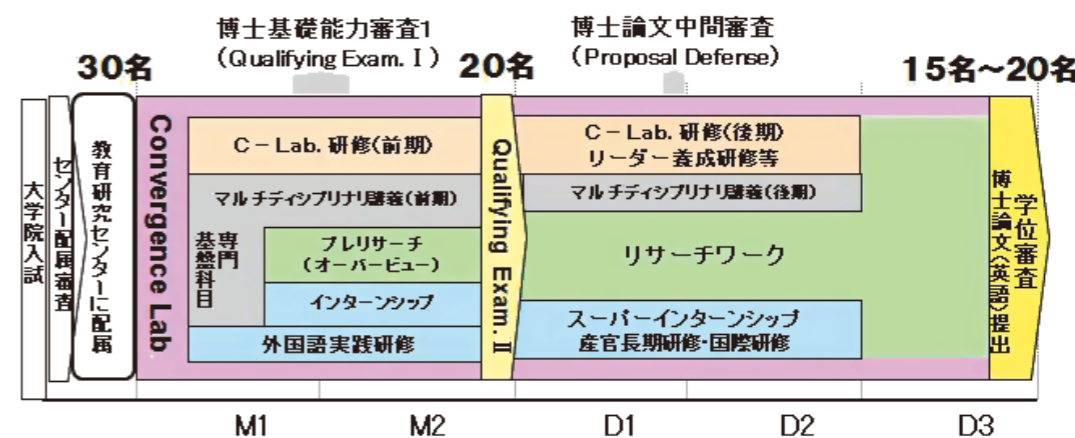 博士基礎能力審査1
(Qualifying Exam. I)
博士論文中間審査
(Proposal Defense)
30名
20名
15名~20名
大学院入試
センター配属審査
教育研究センターに配属
Convergence Lab.
C-Lab. 研修(前期)
マルチディシプリナリ講義(前期)
専門
基盤科目
プレリサーチ
(オーバービュー)
インターンシップ
外国語実践研修
Qualifying Exam. II
C-Lab. 研修(後期)
リーダー養成研修等
マルチディシプリナリ講義(後期)
リサーチワーク
スーパーインターンシップ
産官長期研修・国際研修
学位審査
博士論文(英語)提出
M1
M2
D1
D2
D3